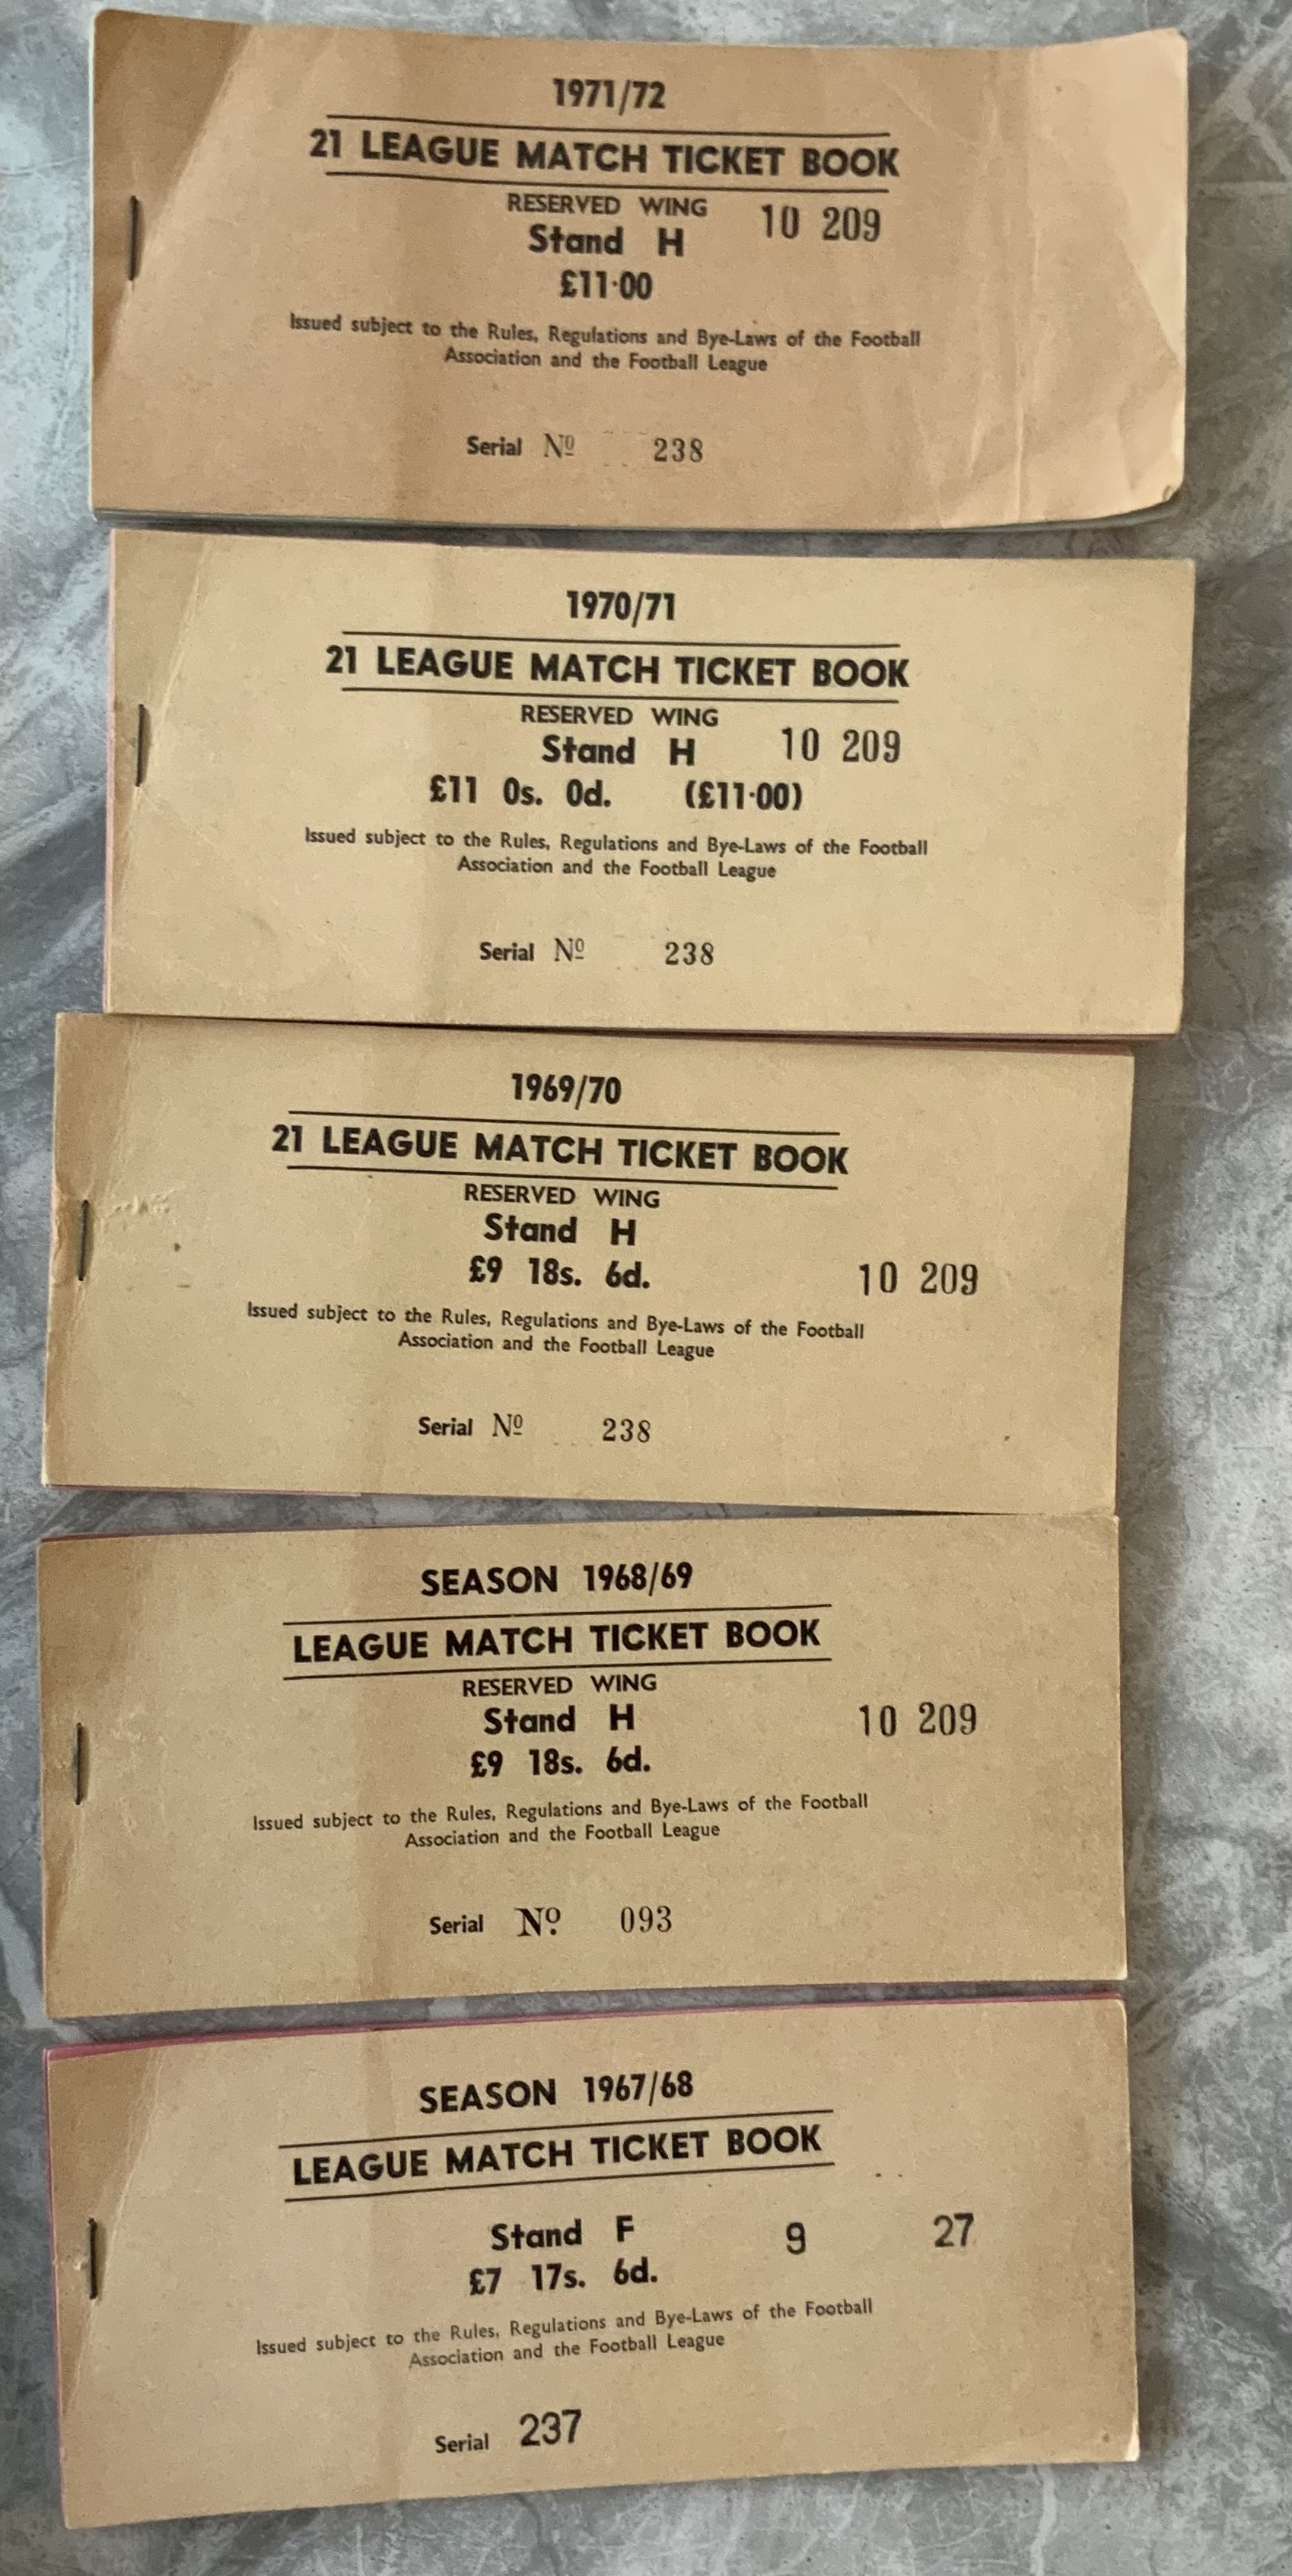 1971/72
21 LEAGUE MATCH TICKET BOOK
RESERVED WING
Stand H 10 209
£11·00
Issued subject to the Rules, Regulations and Bye-Laws of the Football
Association and the Football League
Serial Nº 238
1970/71
21 LEAGUE MATCH TICKET BOOK
RESERVED WING
Stand H 10 209
£11 0s. 0d. (£11·00)
Issued subject to the Rules, Regulations and Bye-Laws of the Football
Association and the Football League
Serial Nº 238
1969/70
21 LEAGUE MATCH TICKET BOOK
RESERVED WING
Stand H
£9 18s. 6d. 10 209
Issued subject to the Rules, Regulations and Bye-Laws of the Football
Association and the Football League
Serial Nº 238
SEASON 1968/69
LEAGUE MATCH TICKET BOOK
RESERVED WING
Stand H 10 209
£9 18s. 6d.
Issued subject to the Rules, Regulations and Bye-Laws of the Football
Association and the Football League
Serial Nº 093
SEASON 1967/68
LEAGUE MATCH TICKET BOOK
Stand F 9 27
£7 17s. 6d.
Issued subject to the Rules, Regulations and Bye-Laws of the Football
Association and the Football League
Serial 237